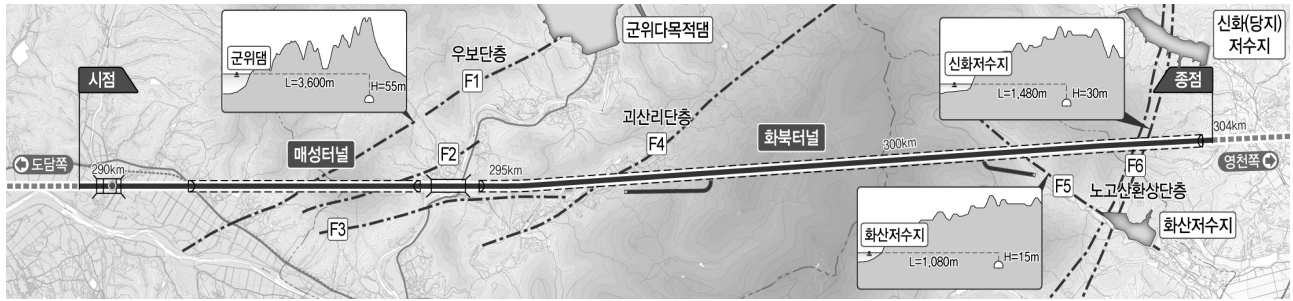 군위댐
L=3,600m
H=55m
우보단층
F1
군위다목적댐
신화저수지
L=1,480m
H=30m
신화(당지)
저수지
시점
종점
괴산리단층
F4
화북터널
매성터널
F2
300km
304km
도담쪽
290km
295km
영천쪽
F6
F5
노고산환상단층
F3
화산저수지
L=1,080m
H=15m
화산저수지